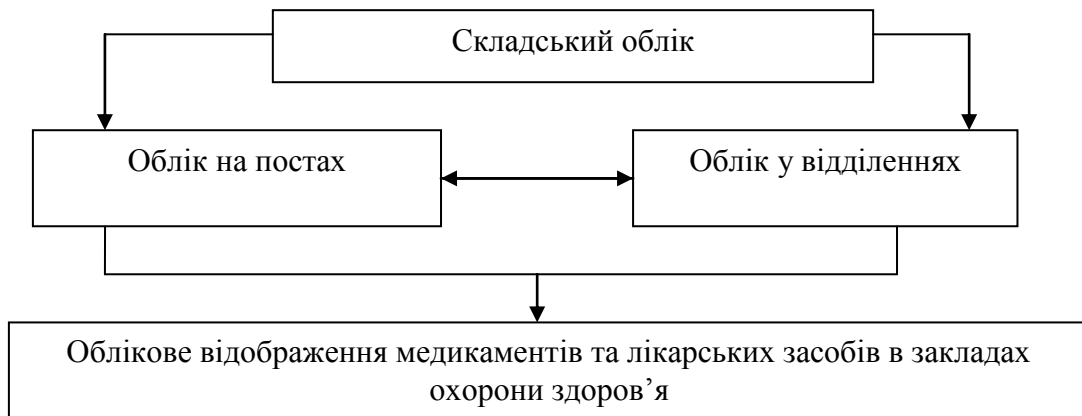 Складський облік
Облік на постах
Облік у відділеннях
Облікове відображення медикаментів та лікарських засобів в закладах
охорони здоров’я